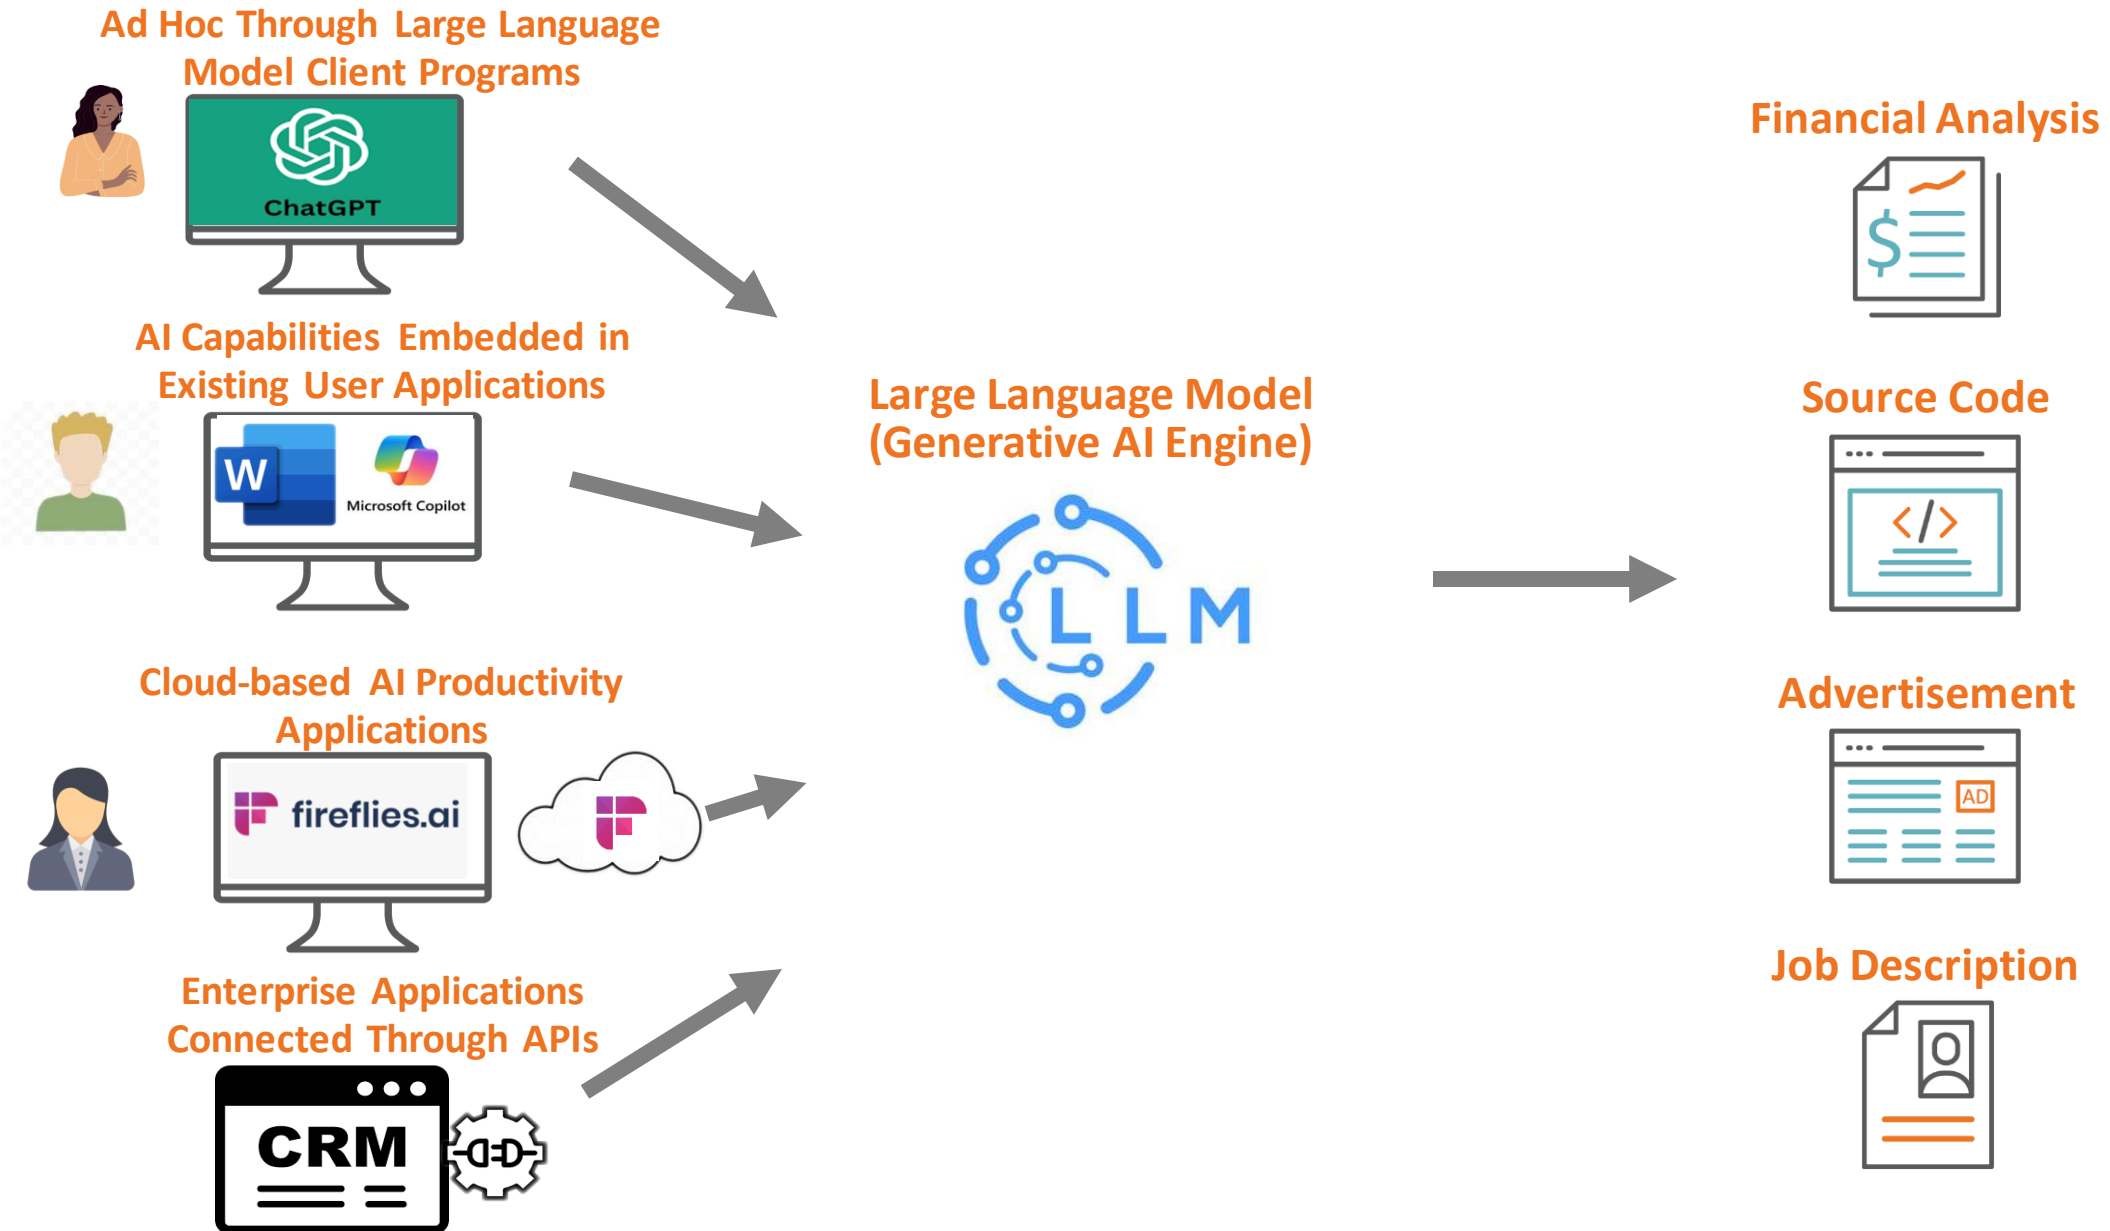 Ad Hoc Through Large Language
Model Client Programs
ChatGPT
AI Capabilities Embedded in
Existing User Applications
W
Microsoft Copilot
Cloud-based AI Productivity
Applications
fireflies.ai
Enterprise Applications
Connected Through APIs
CRM
Large Language Model
(Generative AI Engine)
LLM
Financial Analysis
$
Source Code
</>
Advertisement
AD
Job Description